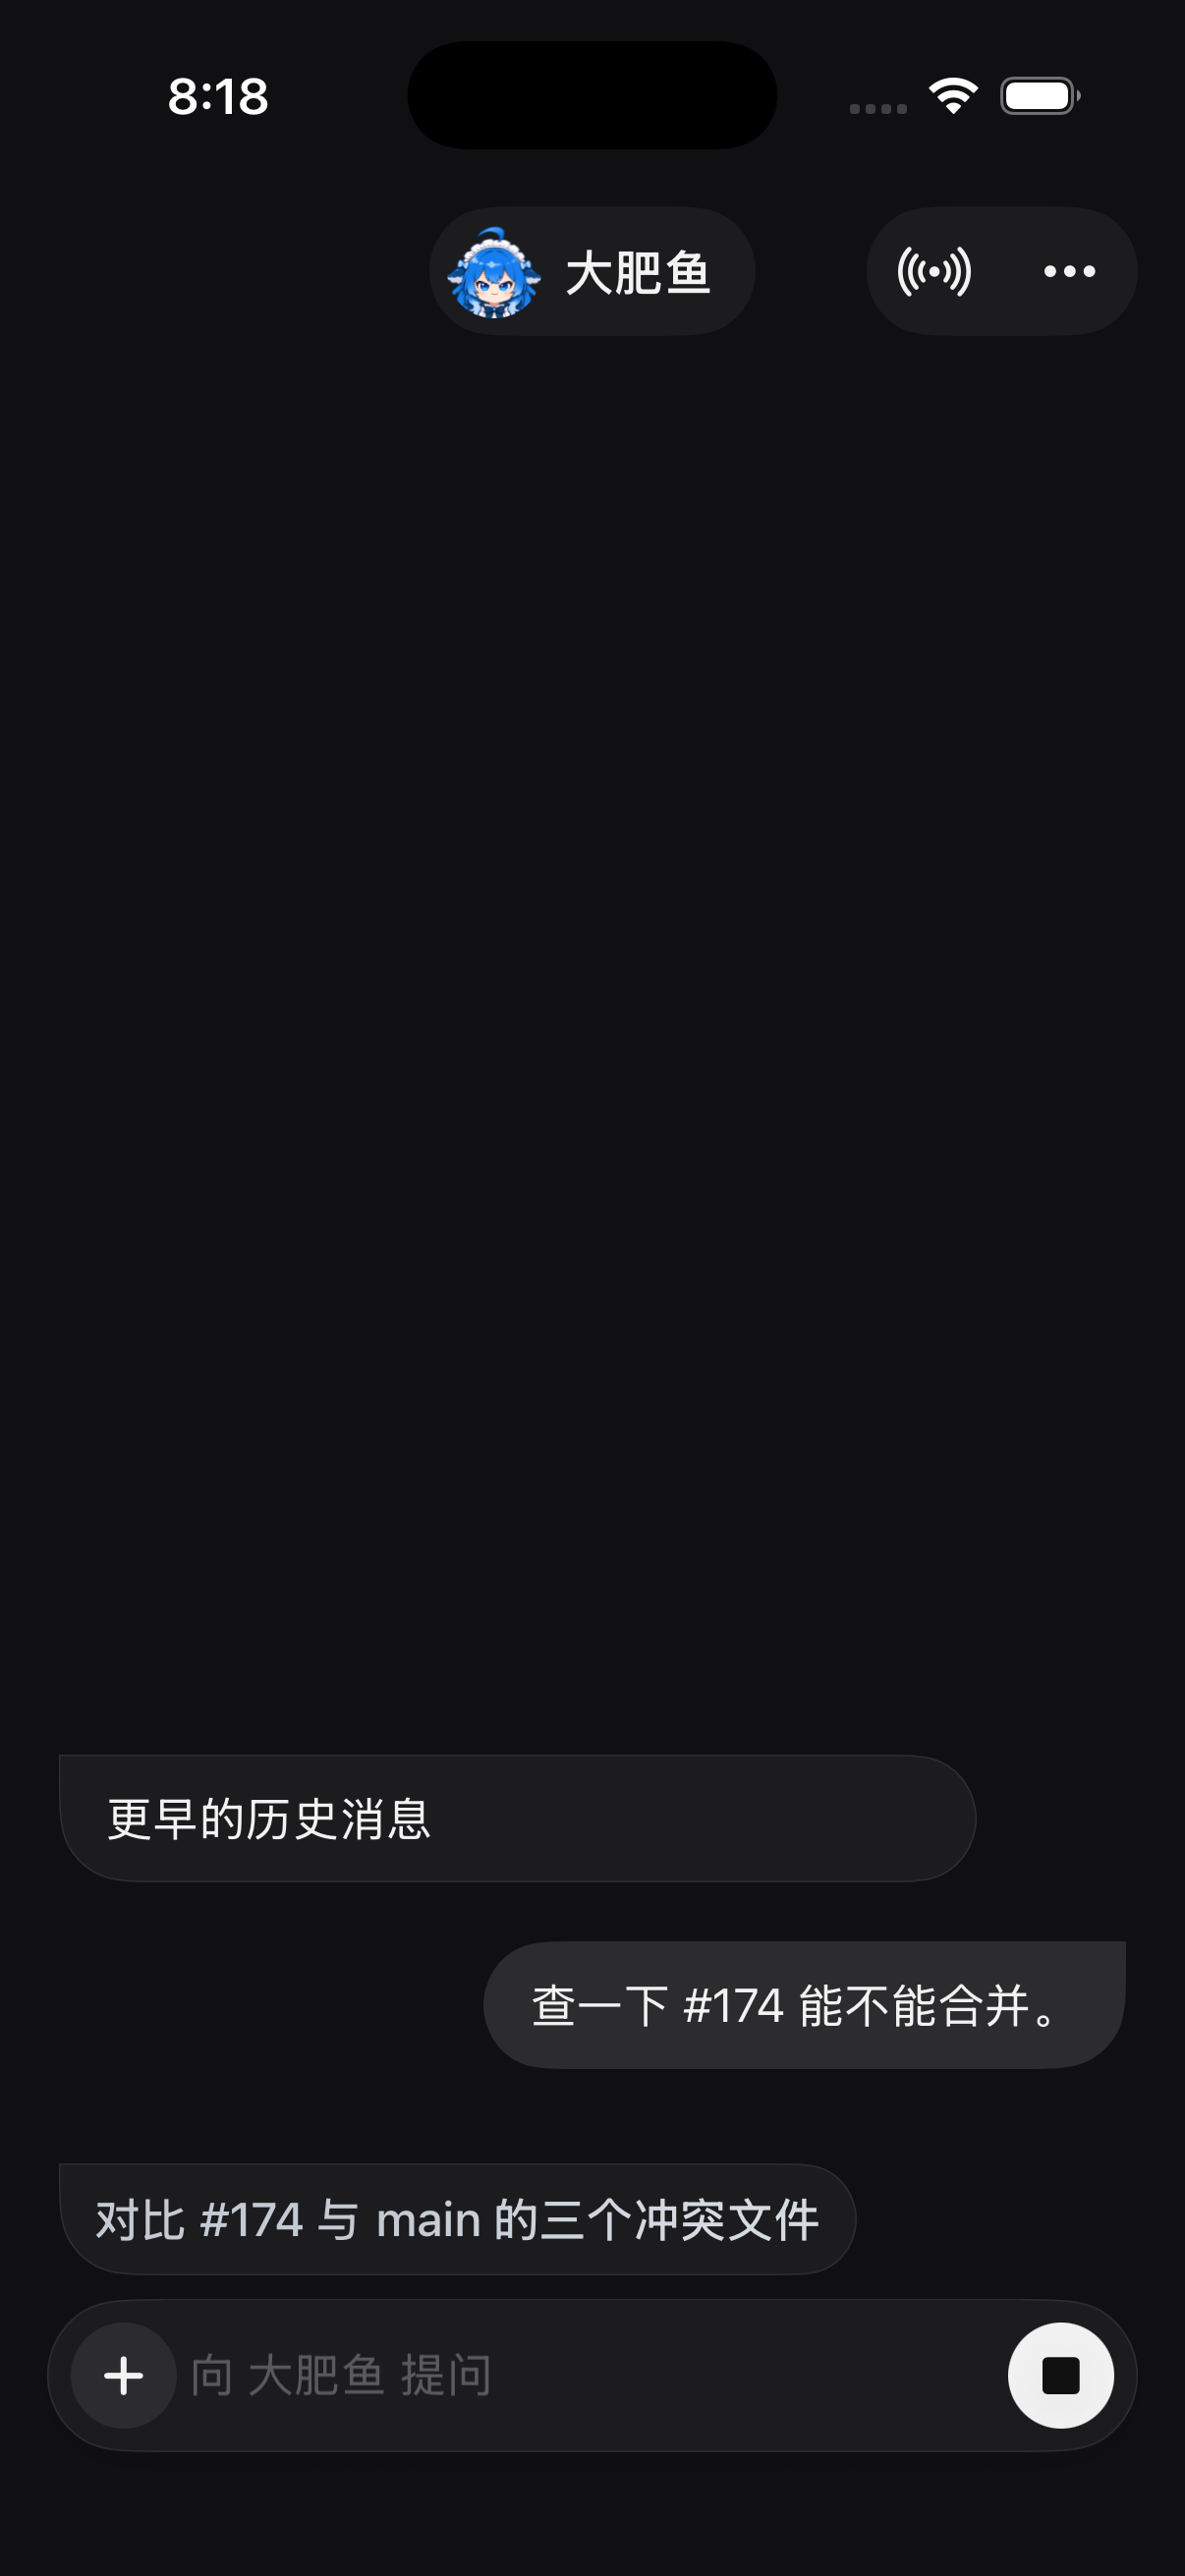 8:18
大肥鱼
更早的历史消息
查一下 #174 能不能合并。
对比 #174 与 main 的三个冲突文件
向 大肥鱼 提问